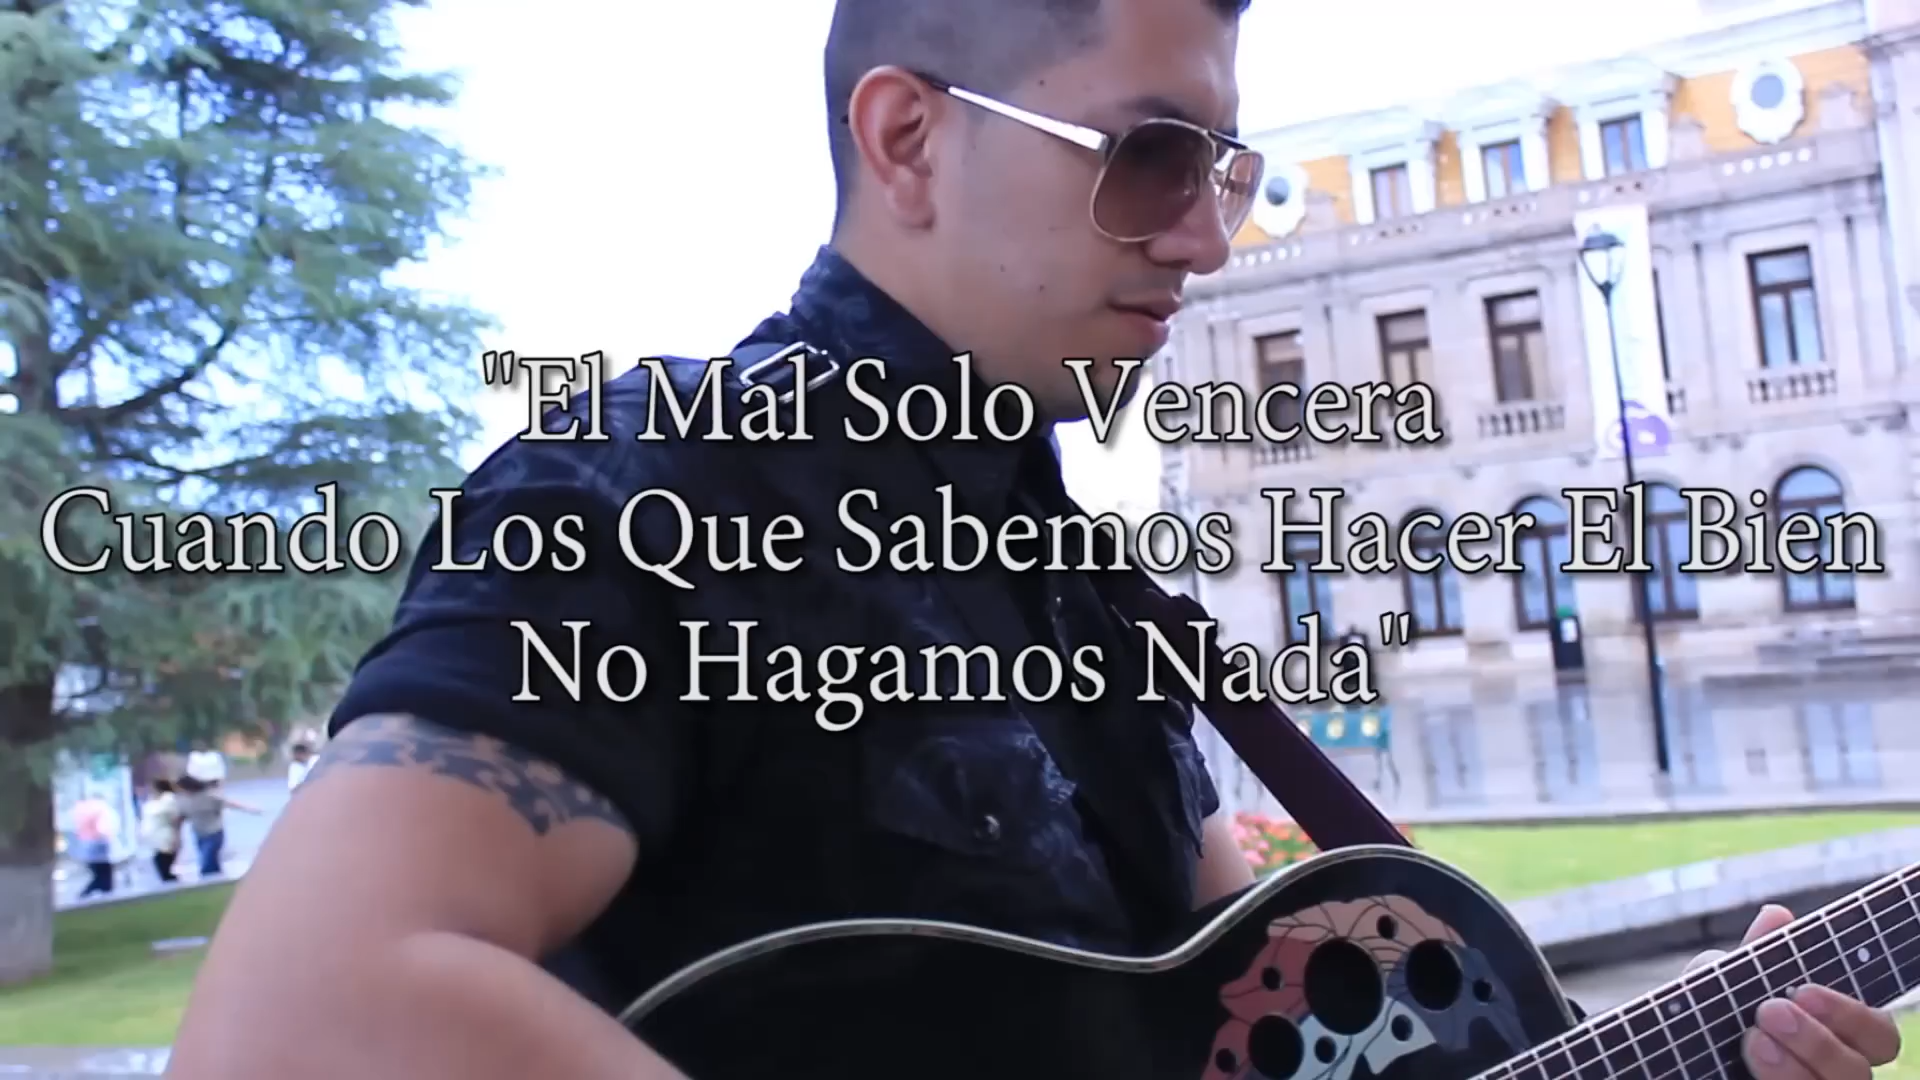 "El Mal Solo Vencera
Cuando Los Que Sabemos Hacer El Bien
No Hagamos Nada"